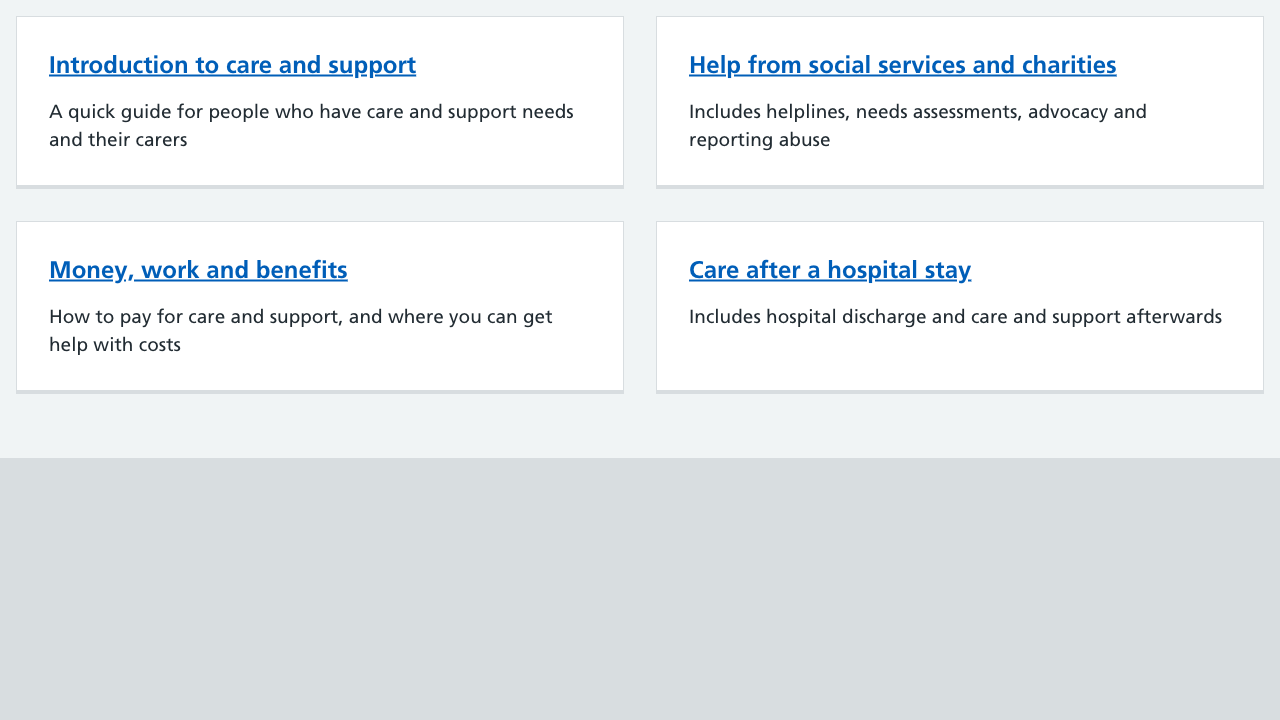 Introduction to care and support
A quick guide for people who have care and support needs
and their carers
Help from social services and charities
Includes helplines, needs assessments, advocacy and
reporting abuse
Money, work and benefits
How to pay for care and support, and where you can get
help with costs
Care after a hospital stay
Includes hospital discharge and care and support afterwards